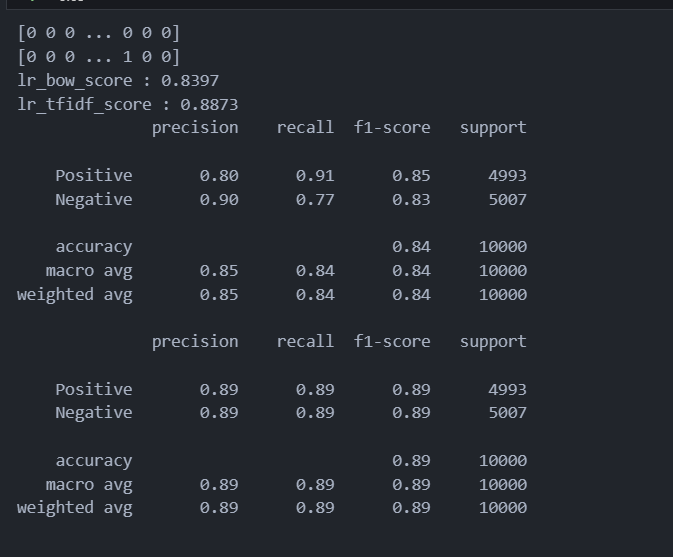 [0 0 0 ... 0 0 0]
[0 0 0 ... 1 0 0]
lr_bow_score : 0.8397
lr_tfidf_score : 0.8873
precision recall f1-score support
Positive 0.80 0.91 0.85 4993
Negative 0.90 0.77 0.83 5007
accuracy 0.84 10000
macro avg 0.85 0.84 0.84 10000
weighted avg 0.85 0.84 0.84 10000
precision recall f1-score support
Positive 0.89 0.89 0.89 4993
Negative 0.89 0.89 0.89 5007
accuracy 0.89 10000
macro avg 0.89 0.89 0.89 10000
weighted avg 0.89 0.89 0.89 10000